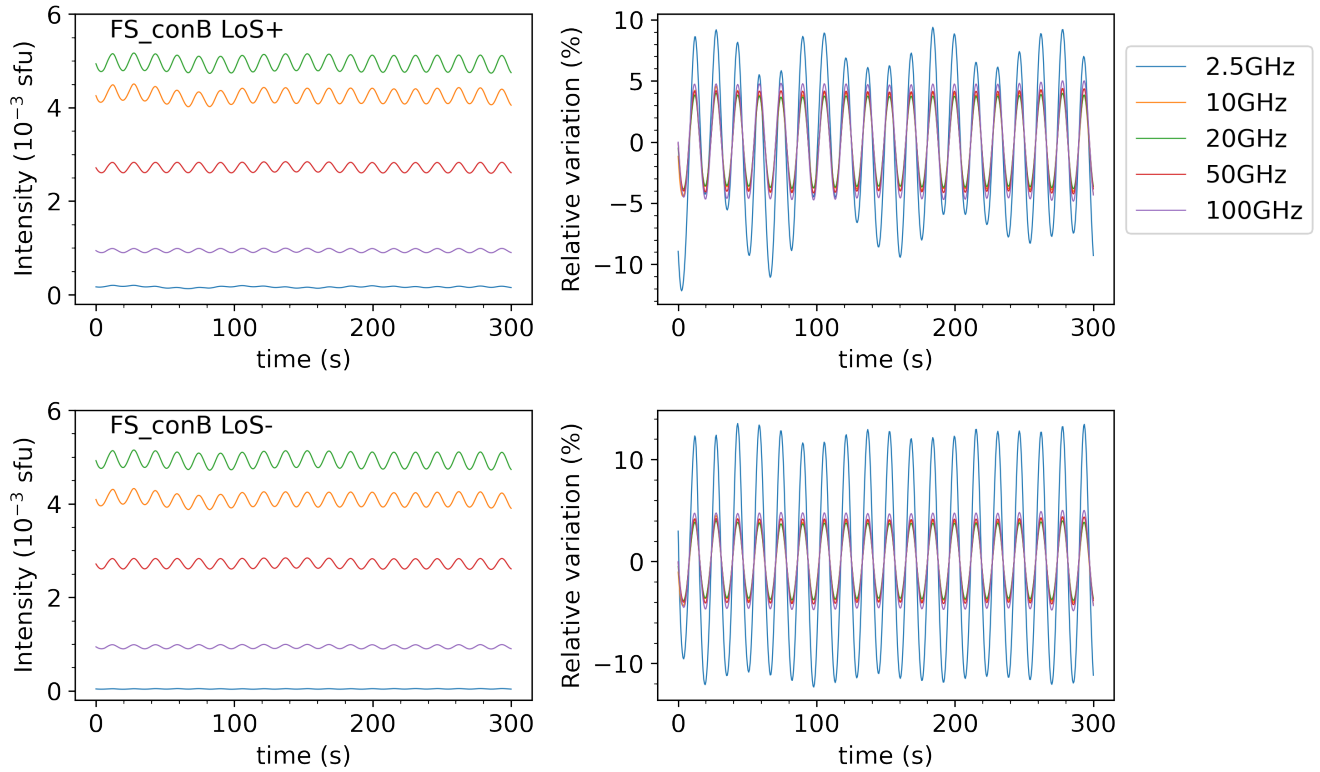 FS_conB LoS+
Intensity (10⁻³ sfu)
6
4
2
0
0 100 200 300
time (s)
Relative variation (%)
10
5
0
−5
−10
0 100 200 300
time (s)
2.5GHz
10GHz
20GHz
50GHz
100GHz
FS_conB LoS-
Intensity (10⁻³ sfu)
6
4
2
0
0 100 200 300
time (s)
Relative variation (%)
10
0
−10
0 100 200 300
time (s)